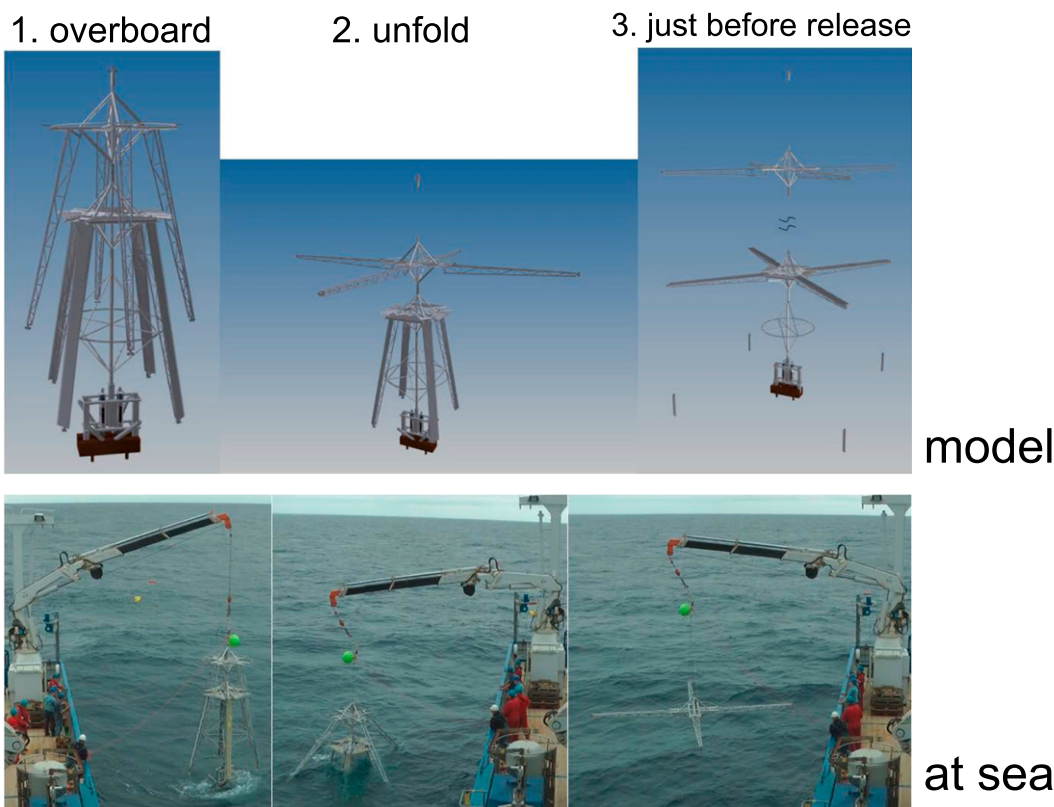 1. overboard
2. unfold
3. just before release
model
at sea